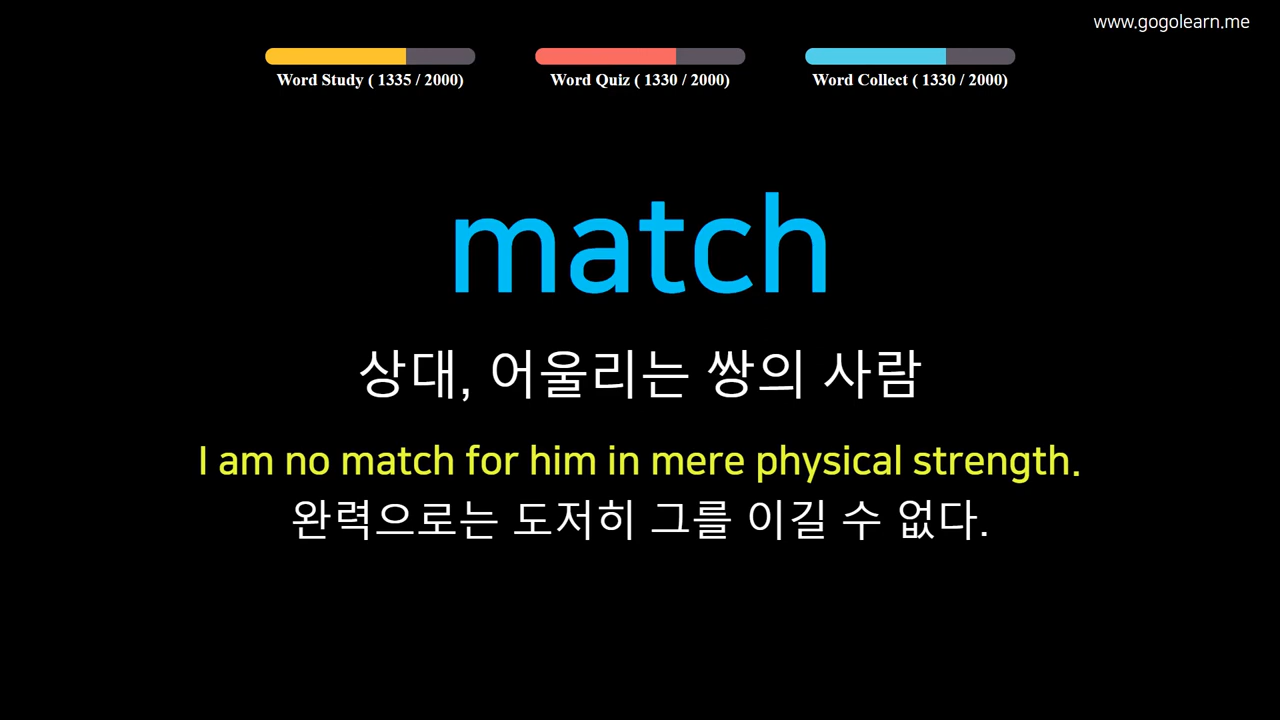 www.gogolearn.me
Word Study ( 1335 / 2000) Word Quiz ( 1330 / 2000) Word Collect ( 1330 / 2000)
match
상대, 어울리는 쌍의 사람
I am no match for him in mere physical strength.
완력으로는 도저히 그를 이길 수 없다.